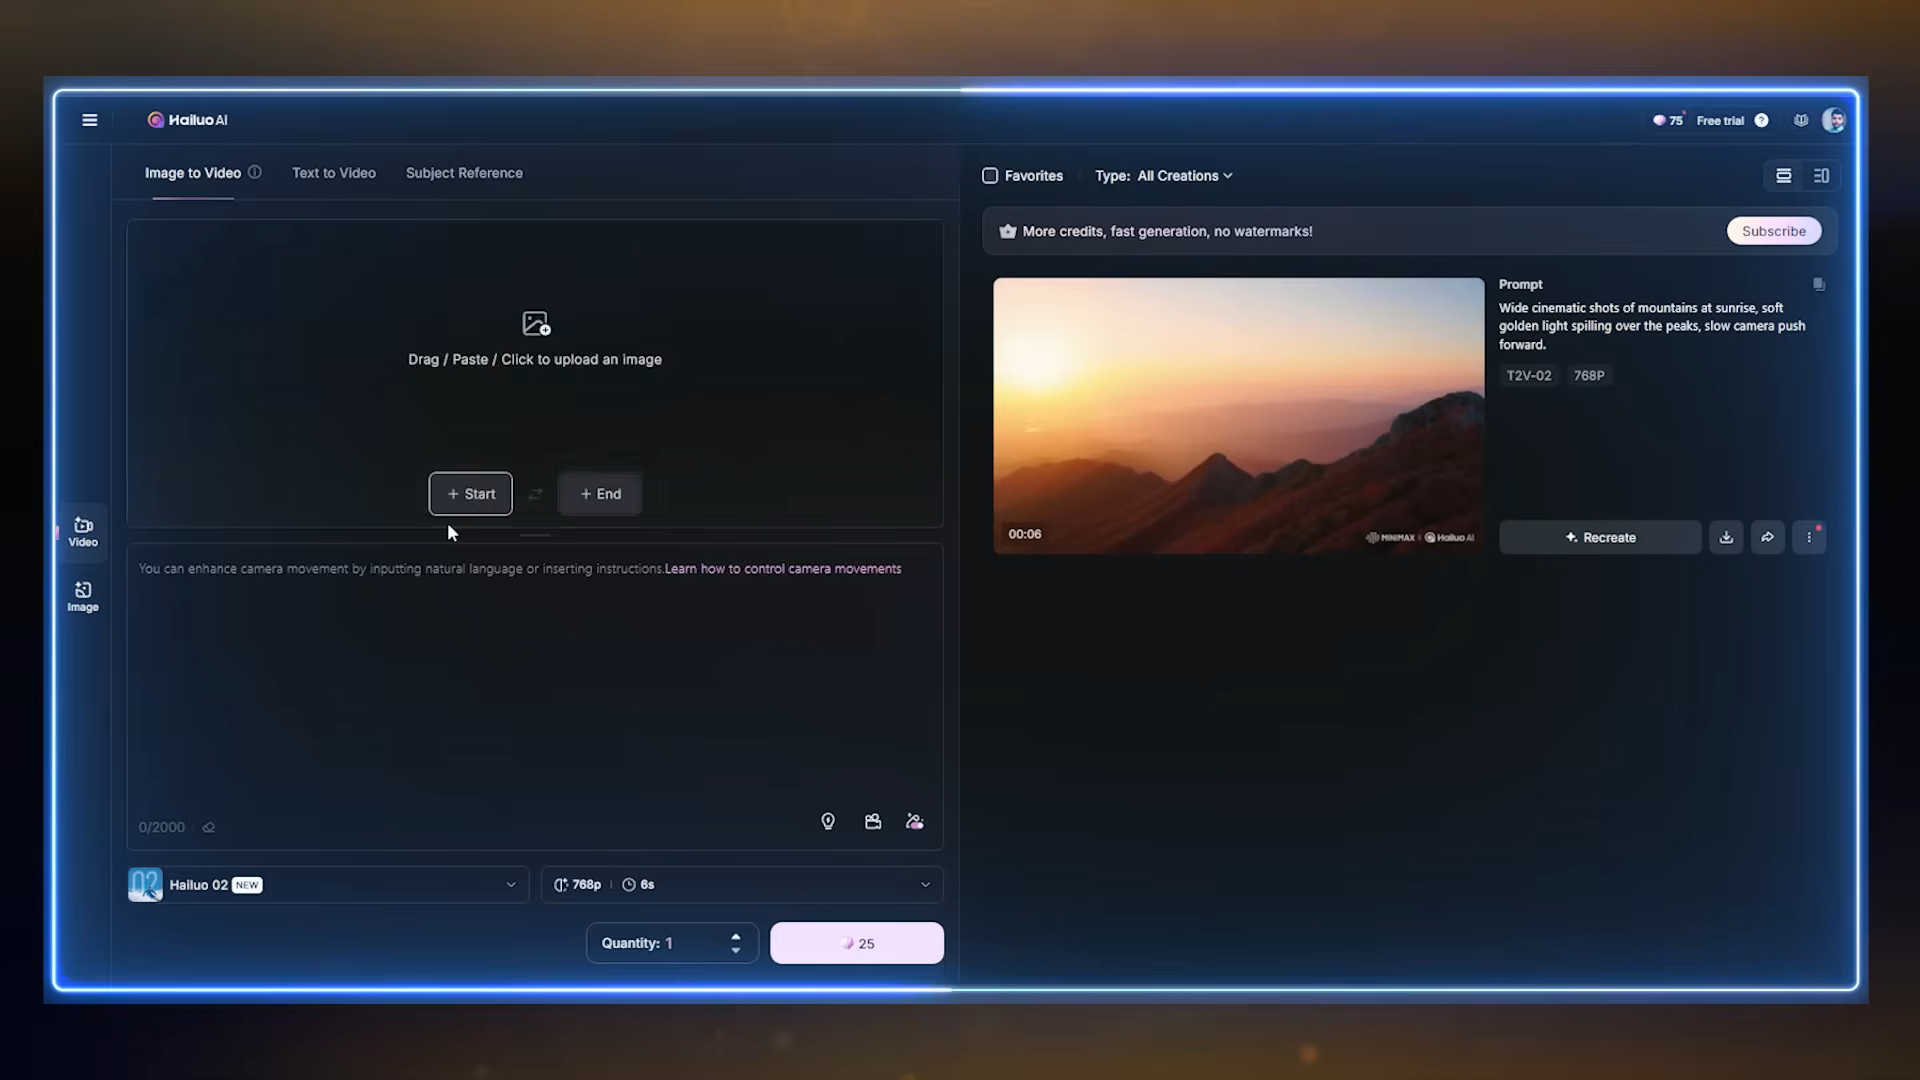 Hailuo AI
75
Free trial
Image to Video
Text to Video
Subject Reference
Drag / Paste / Click to upload an image
+ Start
+ End
Video
Image
You can enhance camera movement by inputting natural language or inserting instructions.Learn how to control camera movements
0/2000
02
Hailuo 02 NEW
768p | 6s
Quantity: 1
25
Favorites
Type: All Creations
More credits, fast generation, no watermarks!
Subscribe
00:06
MINIMAX | Hailuo AI
Prompt
Wide cinematic shots of mountains at sunrise, soft
golden light spilling over the peaks, slow camera push
forward.
T2V-02
768P
Recreate